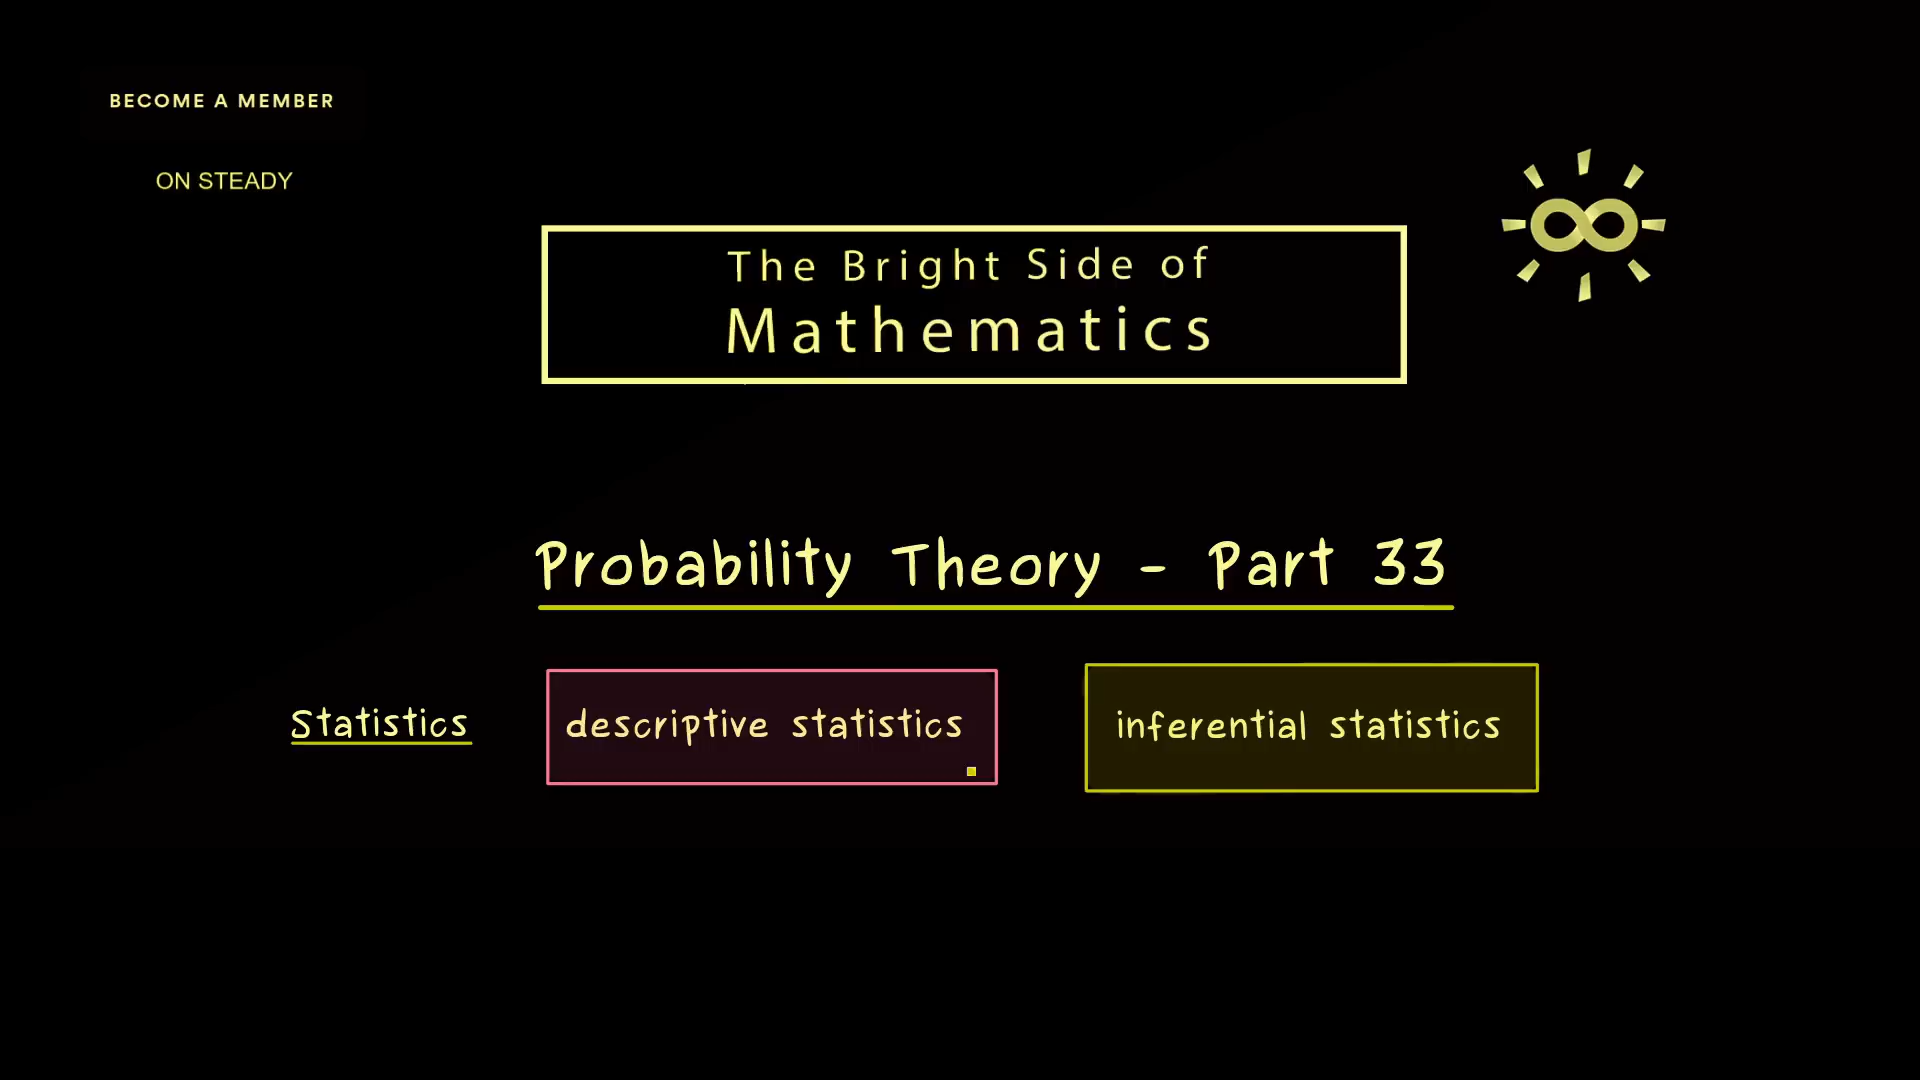 BECOME A MEMBER
ON STEADY
The Bright Side of
Mathematics
Probability Theory - Part 33
Statistics descriptive statistics inferential statistics